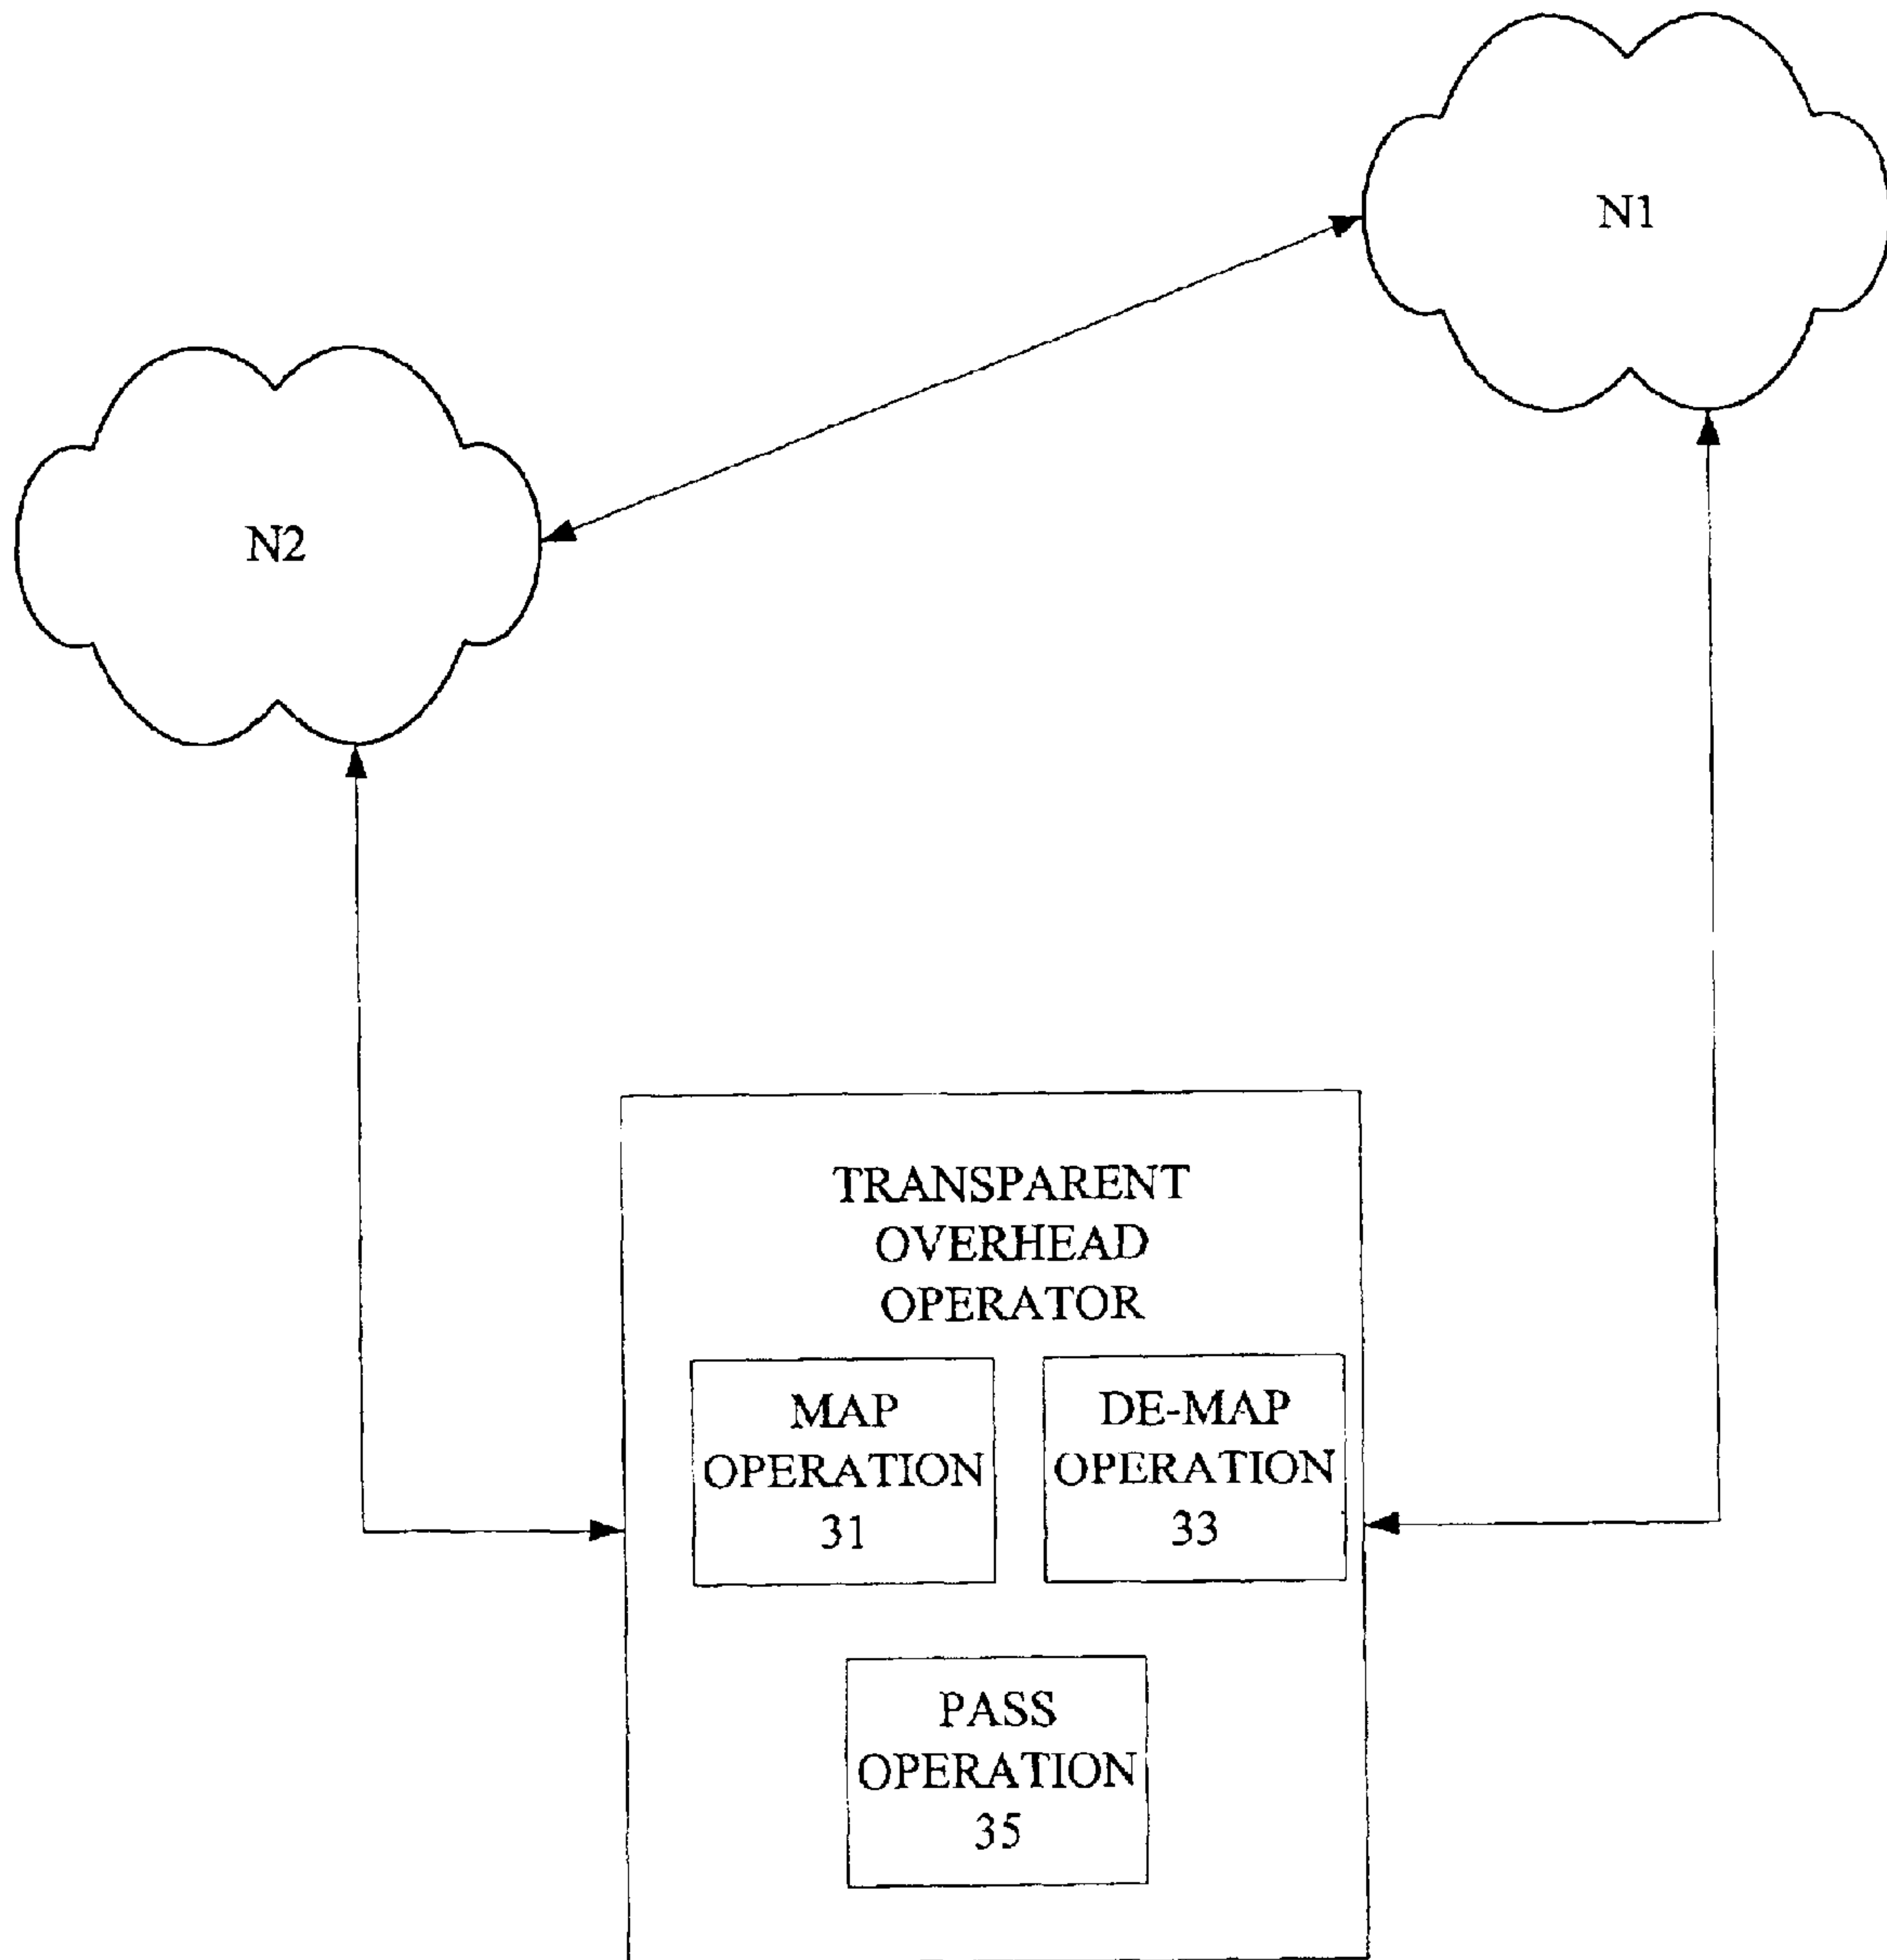 N1
N2
TRANSPARENT
OVERHEAD
OPERATOR
MAP
OPERATION
31
DE-MAP
OPERATION
33
PASS
OPERATION
35